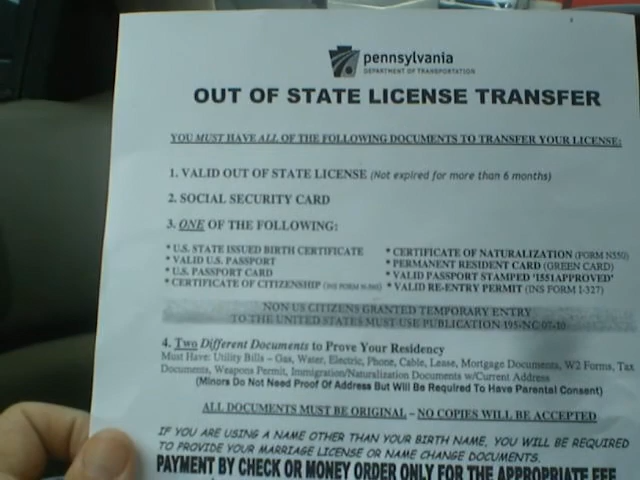 pennsylvania
DEPARTMENT OF TRANSPORTATION
OUT OF STATE LICENSE TRANSFER
YOU MUST HAVE ALL OF THE FOLLOWING DOCUMENTS TO TRANSFER YOUR LICENSE:
1. VALID OUT OF STATE LICENSE (Not expired for more than 6 months)
2. SOCIAL SECURITY CARD
3. ONE OF THE FOLLOWING:
* U.S. STATE ISSUED BIRTH CERTIFICATE
* VALID U.S. PASSPORT
* U.S. PASSPORT CARD
* CERTIFICATE OF CITIZENSHIP (INS FORM
* CERTIFICATE OF NATURALIZATION (FORM N550)
* PERMANENT RESIDENT CARD (GREEN CARD)
* VALID PASSPORT STAMPED '1551APPROVED'
* VALID RE-ENTRY PERMIT (INS FORM I-327)
NON US CITIZENS GRANTED TEMPORARY ENTRY
TO THE UNITED STATES MUST USE PUBLICATION 195-NC 07-10
4. Two Different Documents to Prove Your Residency
Must Have: Utility Bills – Gas, Water, Electric, Phone, Cable, Lease, Mortgage Documents, W2 Forms, Tax
Documents, Weapons Permit, Immigration/Naturalization Documents w/Current Address
(Minors Do Not Need Proof Of Address But Will Be Required To Have Parental Consent)
ALL DOCUMENTS MUST BE ORIGINAL – NO COPIES WILL BE ACCEPTED
IF YOU ARE USING A NAME OTHER THAN YOUR BIRTH NAME, YOU WILL BE REQUIRED
TO PROVIDE YOUR MARRIAGE LICENSE OR NAME CHANGE DOCUMENTS.
PAYMENT BY CHECK OR MONEY ORDER ONLY FOR THE APPROPRIATE FEE